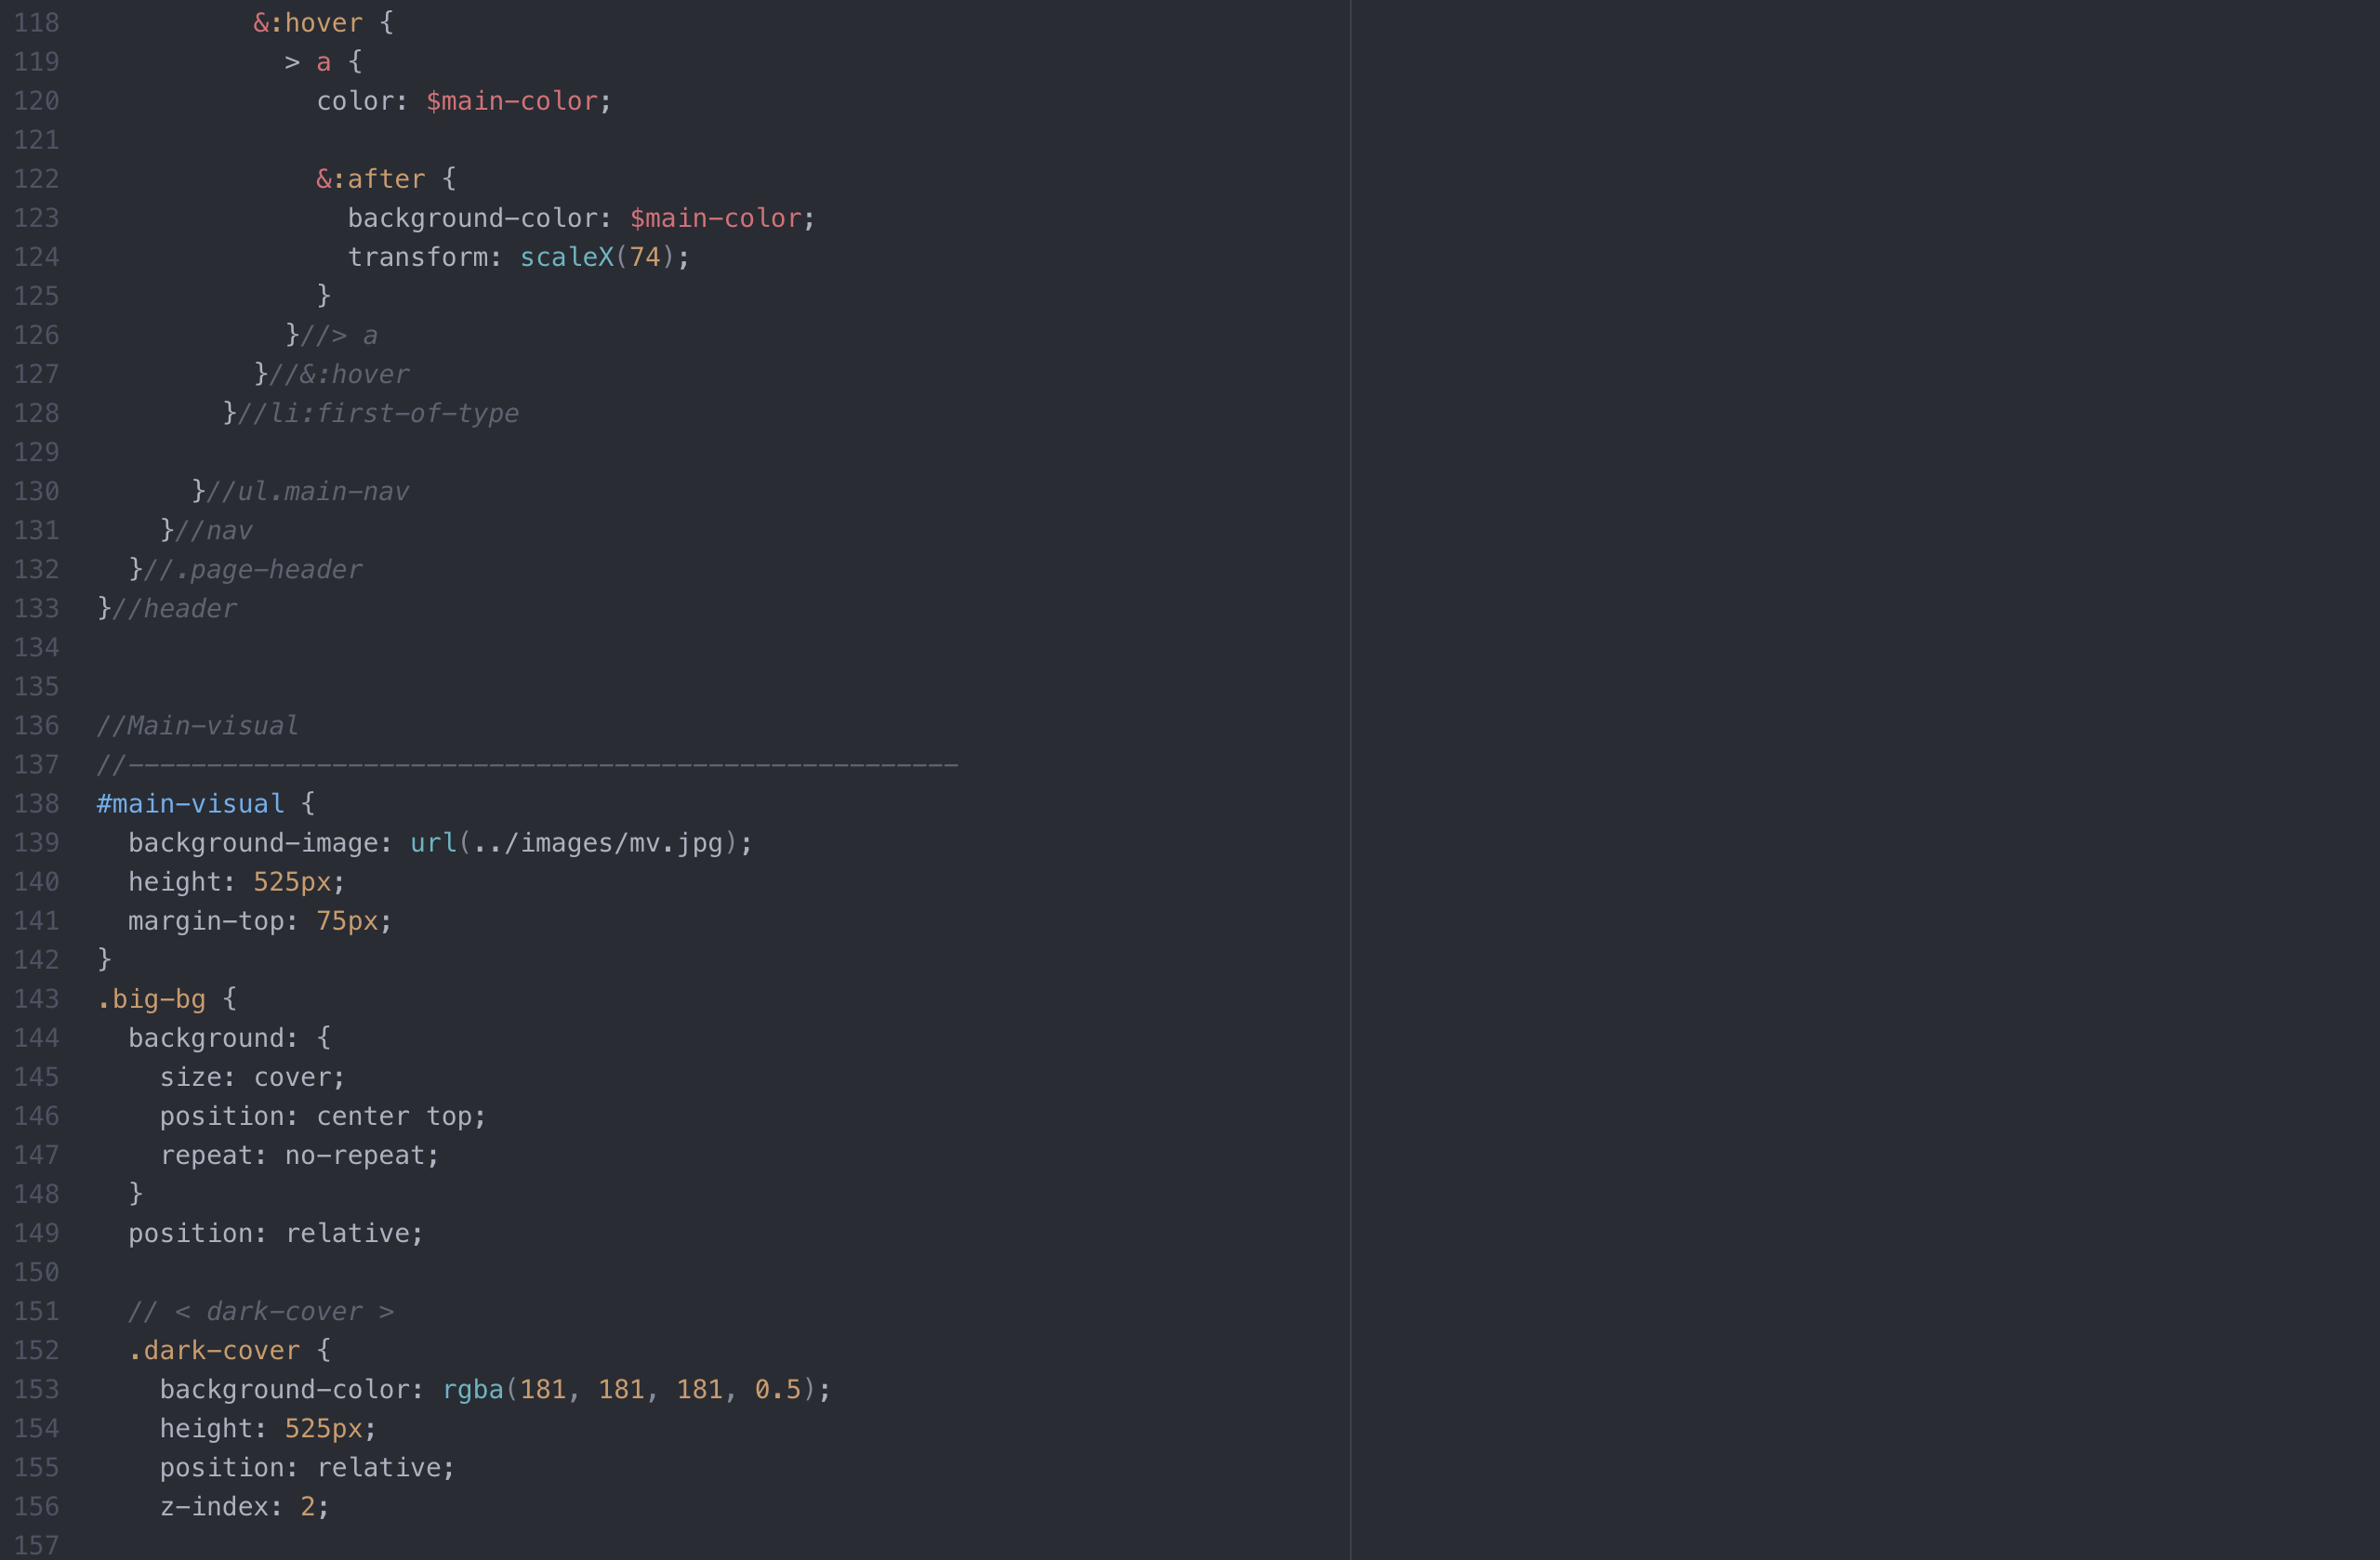 118 &:hover {
119 > a {
120 color: $main-color;
121
122 &:after {
123 background-color: $main-color;
124 transform: scaleX(74);
125 }
126 }//> a
127 }//&:hover
128 }//li:first-of-type
129
130 }//ul.main-nav
131 }//nav
132 }//.page-header
133 }//header
134
135
136 //Main-visual
137 //-----------------------------------------------------
138 #main-visual {
139 background-image: url(../images/mv.jpg);
140 height: 525px;
141 margin-top: 75px;
142 }
143 .big-bg {
144 background: {
145 size: cover;
146 position: center top;
147 repeat: no-repeat;
148 }
149 position: relative;
150
151 // < dark-cover >
152 .dark-cover {
153 background-color: rgba(181, 181, 181, 0.5);
154 height: 525px;
155 position: relative;
156 z-index: 2;
157